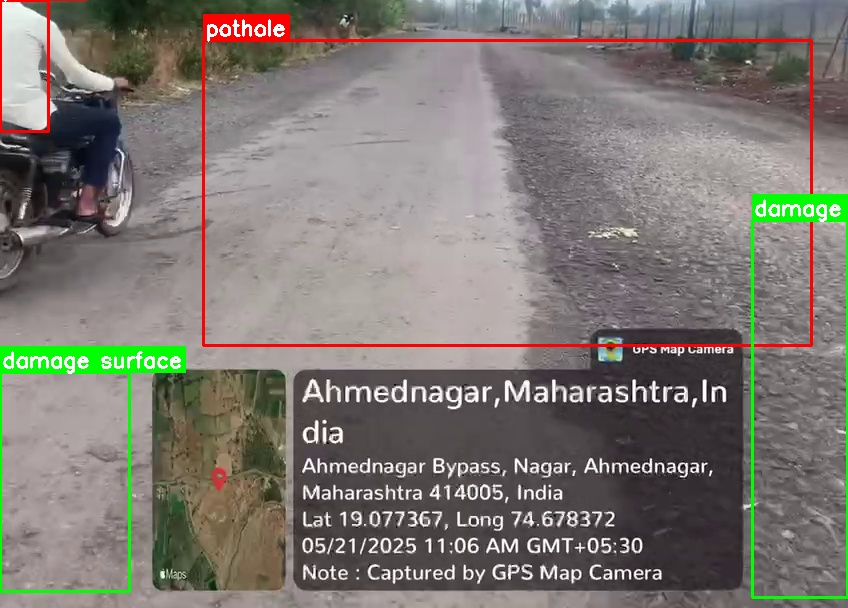 pothole
damage
damage surface
GPS Map Camera
Ahmednagar,Maharashtra,In
dia
Ahmednagar Bypass, Nagar, Ahmednagar,
Maharashtra 414005, India
Lat 19.077367, Long 74.678372
05/21/2025 11:06 AM GMT+05:30
Note : Captured by GPS Map Camera
Maps